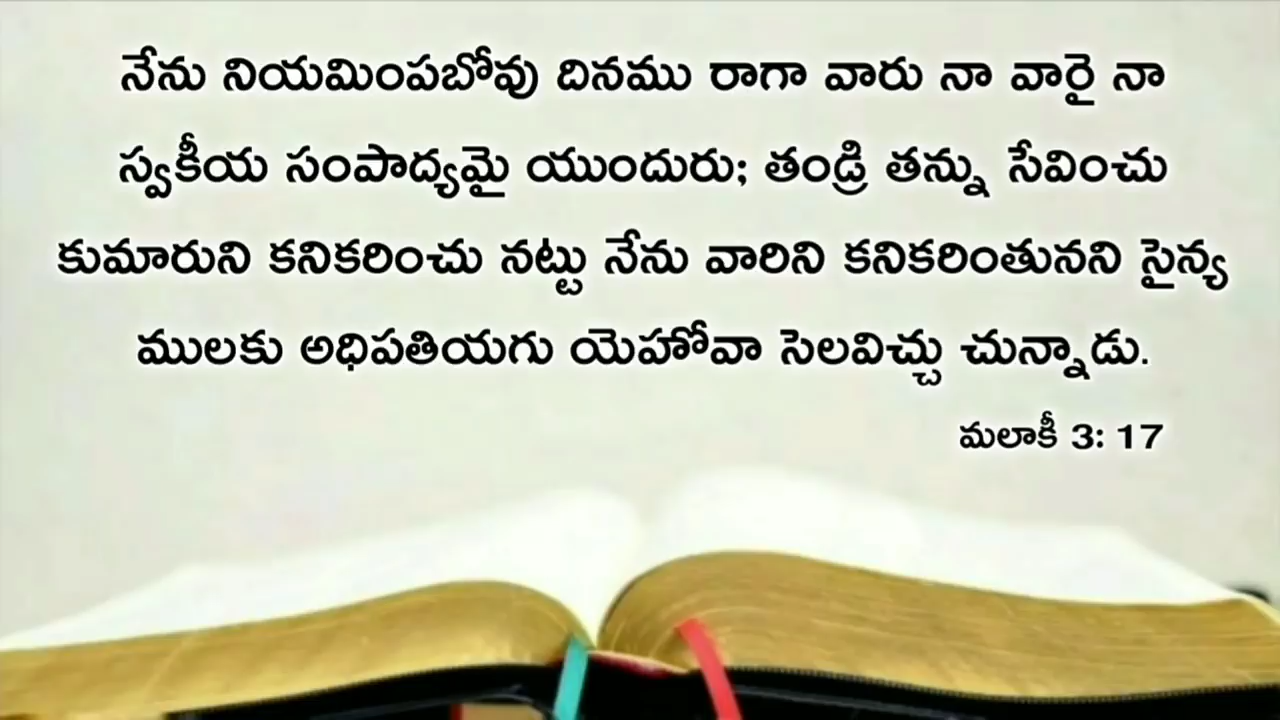 నేను నియమింపబోవు దినము రాగా వారు నా వారై నా
స్వకీయ సంపాద్యమై యుందురు; తండ్రి తన్ను సేవించు
కుమారుని కనికరించు నట్టు నేను వారిని కనికరింతునని సైన్య
ములకు అధిపతియగు యెహోవా సెలవిచ్చు చున్నాడు.
మలాకీ 3: 17